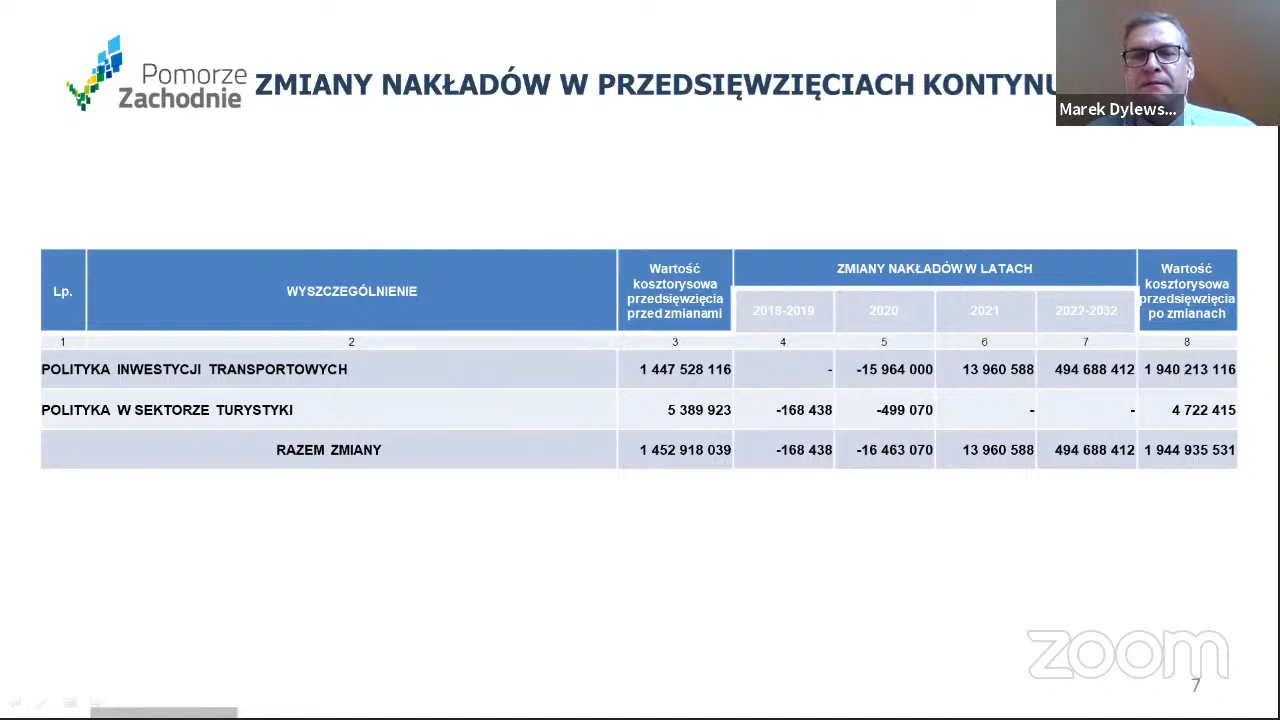 Pomorze
Zachodnie
ZMIANY NAKŁADÓW W PRZEDSIĘWZIĘCIACH KONTYNU
Marek Dylews...
Lp.
WYSZCZEGÓLNIENIE
Wartość
kosztorysowa
przedsięwzięcia
przed zmianami
ZMIANY NAKŁADÓW W LATACH
2018-2019
2020
2021
2022-2032
Wartość
kosztorysowa
przedsięwzięcia
po zmianach
1 2 3 4 5 6 7 8
POLITYKA INWESTYCJI TRANSPORTOWYCH 1 447 528 116 - -15 964 000 13 960 588 494 688 412 1 940 213 116
POLITYKA W SEKTORZE TURYSTYKI 5 389 923 -168 438 -499 070 - - 4 722 415
RAZEM ZMIANY 1 452 918 039 -168 438 -16 463 070 13 960 588 494 688 412 1 944 935 531
zoom
7